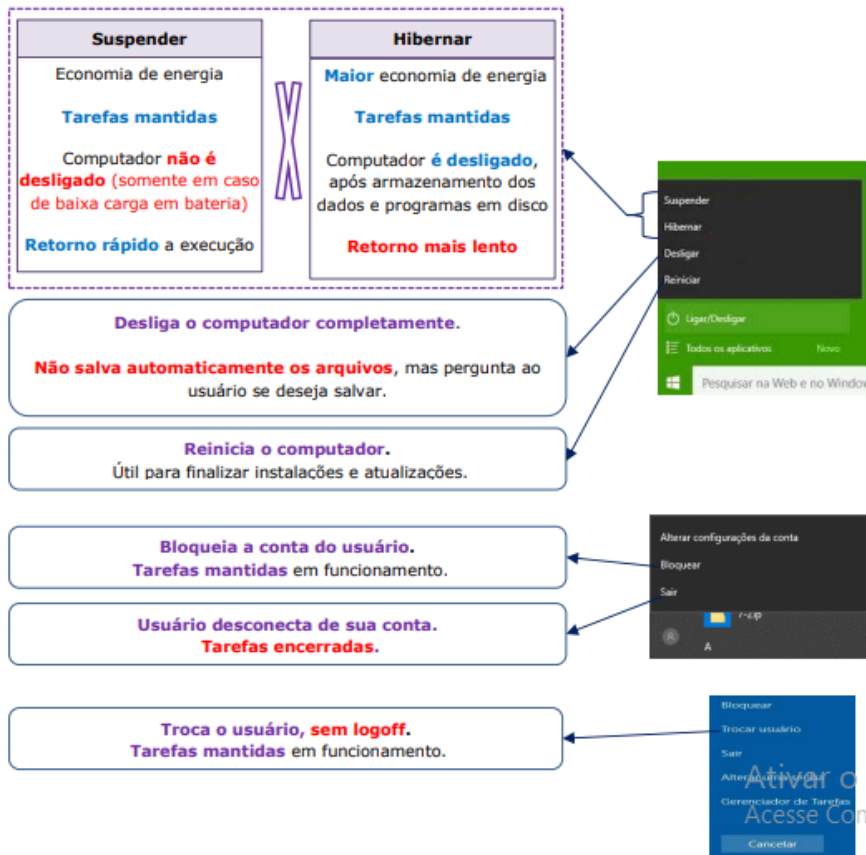 Suspender
Economia de energia
Tarefas mantidas
Computador não é
desligado (somente em caso
de baixa carga em bateria)
Retorno rápido a execução
Hibernar
Maior economia de energia
Tarefas mantidas
Computador é desligado,
após armazenamento dos
dados e programas em disco
Retorno mais lento
Suspender
Hibernar
Desligar
Reiniciar
Ligar/Desligar
Todos os aplicativos
Novo
Pesquisar na Web e no Window
Desliga o computador completamente.
Não salva automaticamente os arquivos, mas pergunta ao
usuário se deseja salvar.
Reinicia o computador.
Útil para finalizar instalações e atualizações.
Bloqueia a conta do usuário.
Tarefas mantidas em funcionamento.
Usuário desconecta de sua conta.
Tarefas encerradas.
Alterar configurações da conta
Bloquear
Sair
7-Zip
A
Troca o usuário, sem logoff.
Tarefas mantidas em funcionamento.
Bloquear
Trocar usuário
Sair
Alterar uma senha
Gerenciador de Tarefas
Cancelar
Ativar o
Acesse Con